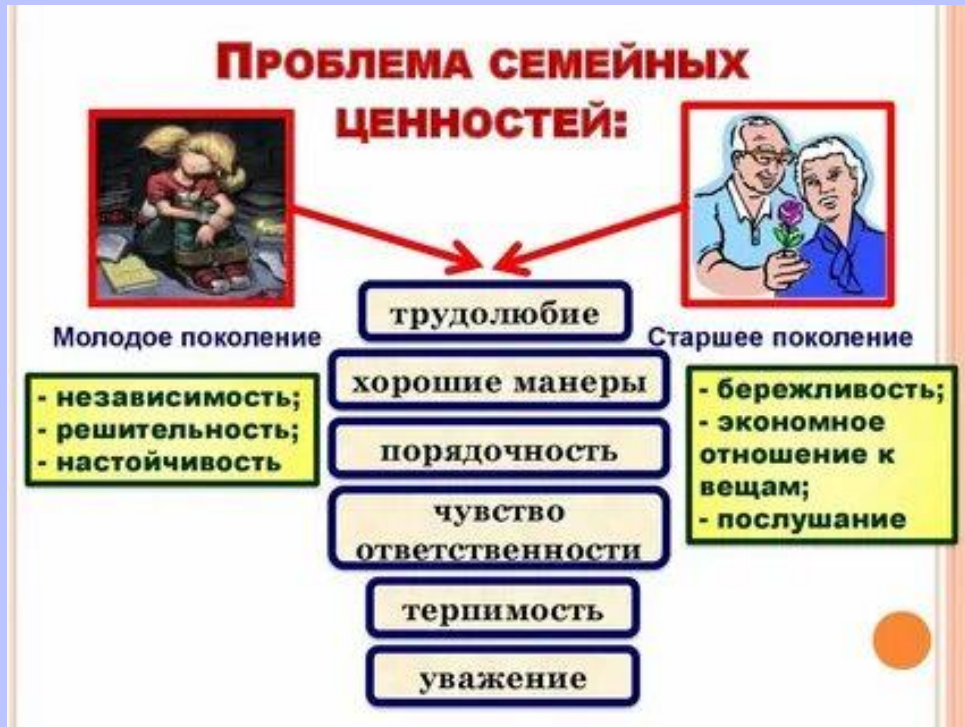 ПРОБЛЕМА СЕМЕЙНЫХ
ЦЕННОСТЕЙ:
Молодое поколение
- независимость;
- решительность;
- настойчивость
трудолюбие
хорошие манеры
порядочность
чувство
ответственности
терпимость
уважение
Старшее поколение
- бережливость;
- экономное
отношение к
вещам;
- послушание